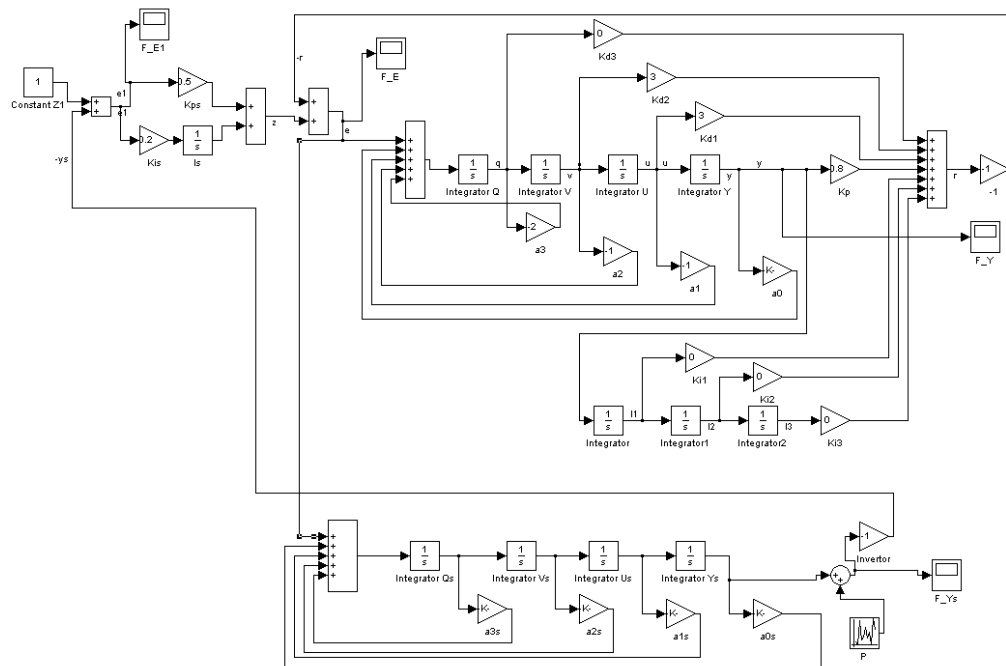 F_E1
1
Constant Z1
+
+
e1
e1
0.5
Kps
0.2
Kis
1
s
Is
+
+
z
-r
+
+
e
F_E
-ys
+
+
+
+
+
1
s
Integrator Q
q
1
s
Integrator V
v
1
s
Integrator U
u
u
1
s
Integrator Y
y
y
0
Kd3
3
Kd2
3
Kd1
0.8
Kp
+
+
+
+
+
+
+
r
-1
-1
F_Y
-2
a3
-1
a2
-1
a1
K-
a0
0
Ki1
0
Ki2
0
Ki3
1
s
Integrator
I1
1
s
Integrator1
I2
1
s
Integrator2
I3
+
+
+
+
+
1
s
Integrator Qs
1
s
Integrator Vs
1
s
Integrator Us
1
s
Integrator Ys
K-
a3s
K-
a2s
K-
a1s
K-
a0s
-1
Invertor
+
+
F_Ys
P